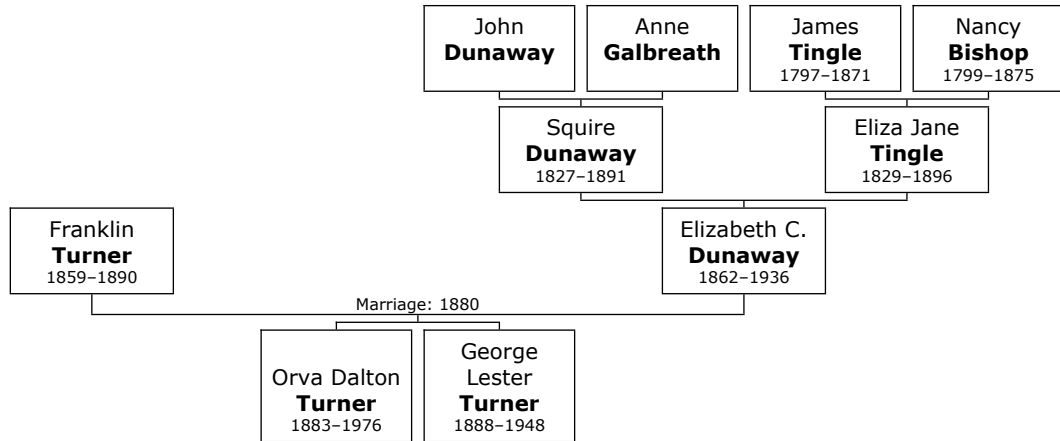 John
Dunaway
Anne
Galbreath
James
Tingle
1797–1871
Nancy
Bishop
1799–1875
Squire
Dunaway
1827–1891
Eliza Jane
Tingle
1829–1896
Franklin
Turner
1859–1890
Elizabeth C.
Dunaway
1862–1936
Marriage: 1880
Orva Dalton
Turner
1883–1976
George
Lester
Turner
1888–1948